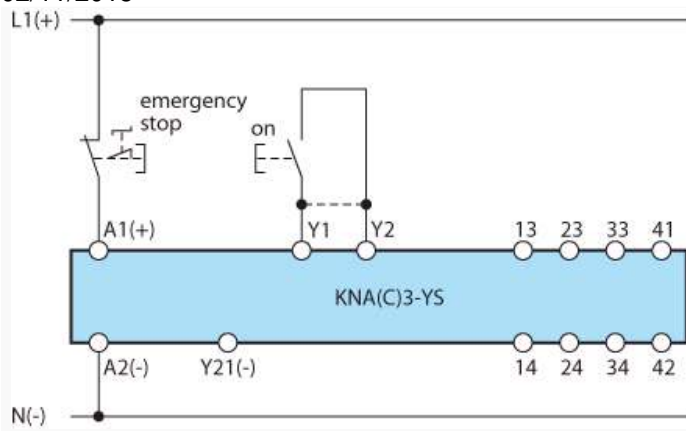 L1(+)
emergency
stop
on
A1(+) Y1 Y2 13 23 33 41
KNA(C)3-YS
A2(-) Y21(-) 14 24 34 42
N(-)